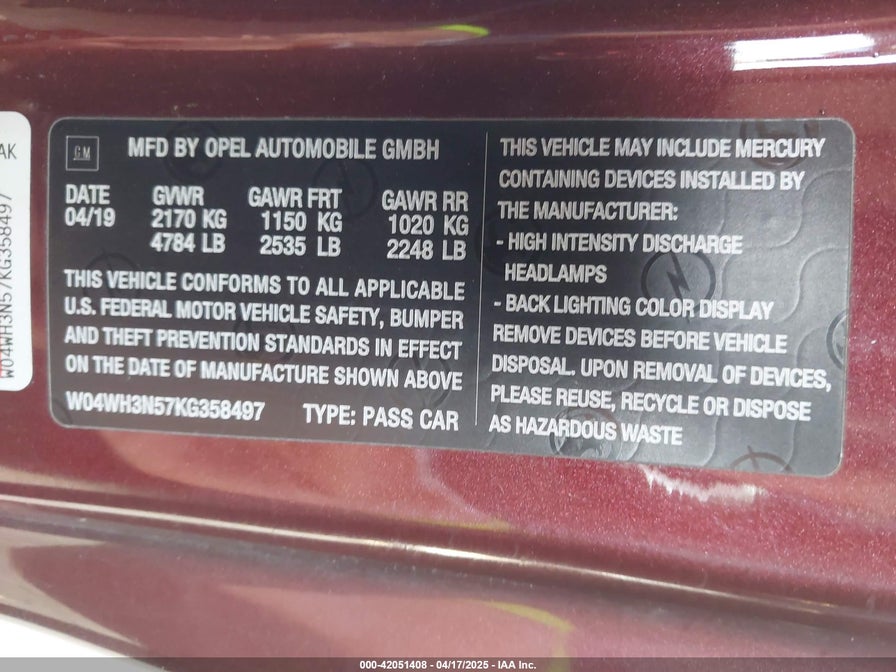 AK
W04WH3N57KG358497
GM
MFD BY OPEL AUTOMOBILE GMBH
DATE GVWR GAWR FRT GAWR RR
04/19 2170 KG 1150 KG 1020 KG
4784 LB 2535 LB 2248 LB
THIS VEHICLE CONFORMS TO ALL APPLICABLE
U.S. FEDERAL MOTOR VEHICLE SAFETY, BUMPER
AND THEFT PREVENTION STANDARDS IN EFFECT
ON THE DATE OF MANUFACTURE SHOWN ABOVE
W04WH3N57KG358497 TYPE: PASS CAR
THIS VEHICLE MAY INCLUDE MERCURY
CONTAINING DEVICES INSTALLED BY
THE MANUFACTURER:
- HIGH INTENSITY DISCHARGE
HEADLAMPS
- BACK LIGHTING COLOR DISPLAY
REMOVE DEVICES BEFORE VEHICLE
DISPOSAL. UPON REMOVAL OF DEVICES,
PLEASE REUSE, RECYCLE OR DISPOSE
AS HAZARDOUS WASTE
000-42051408 - 04/17/2025 - IAA Inc.